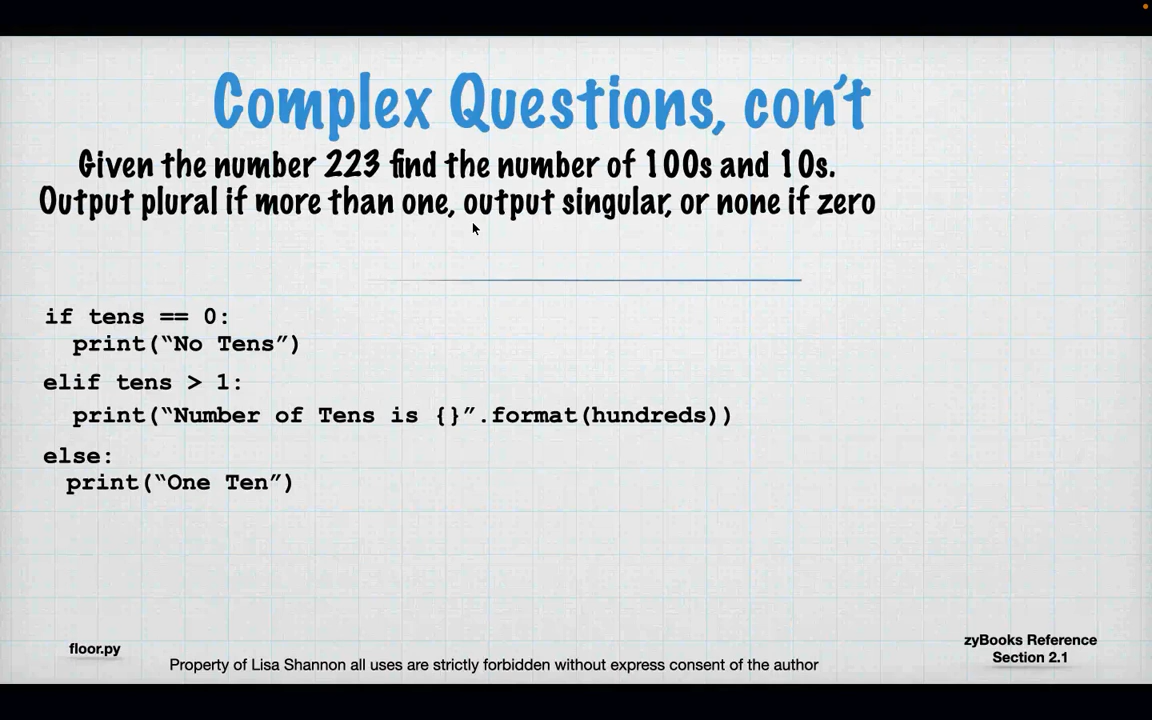 Complex Questions, con't
Given the number 223 find the number of 100s and 10s.
Output plural if more than one, output singular, or none if zero
if tens == 0:
print(“No Tens”)
elif tens > 1:
print(“Number of Tens is {}”.format(hundreds))
else:
print(“One Ten”)
floor.py
Property of Lisa Shannon all uses are strictly forbidden without express consent of the author
zyBooks Reference
Section 2.1